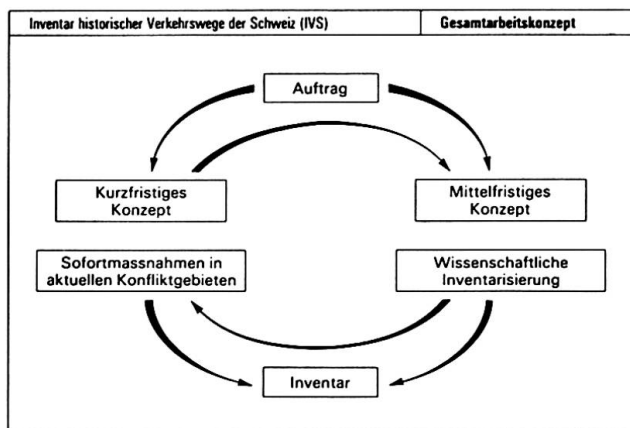 Inventar historischer Verkehrswege der Schweiz (IVS)
Gesamtarbeitskonzept
Auftrag
Kurzfristiges
Konzept
Mittelfristiges
Konzept
Sofortmassnahmen in
aktuellen Konfliktgebieten
Wissenschaftliche
Inventarisierung
Inventar